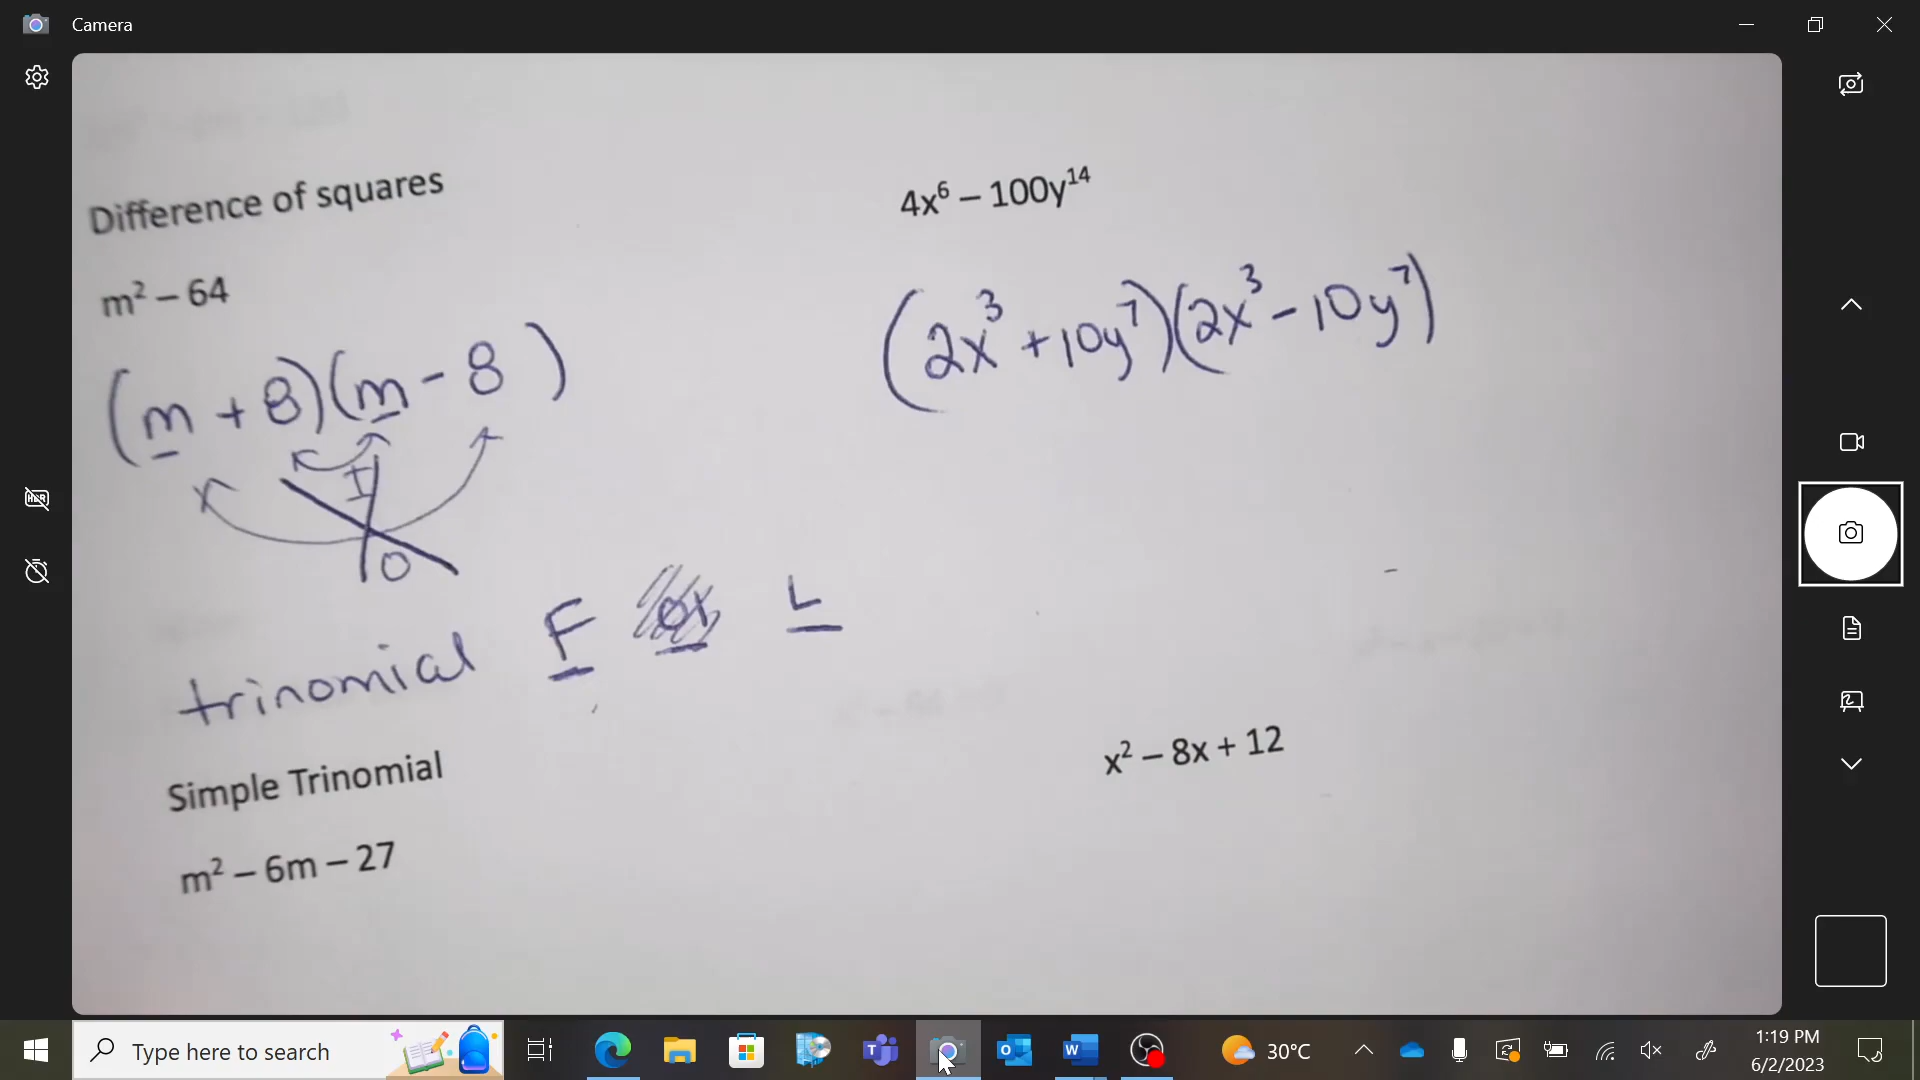 Camera
Difference of squares
m² – 64
(m + 8)(m - 8)
I
O
trinomial F L
Simple Trinomial
m² – 6m – 27
4x⁶ – 100y¹⁴
(2x³ + 10y⁷)(2x³ - 10y⁷)
x² – 8x + 12
Type here to search
30°C
1:19 PM
6/2/2023